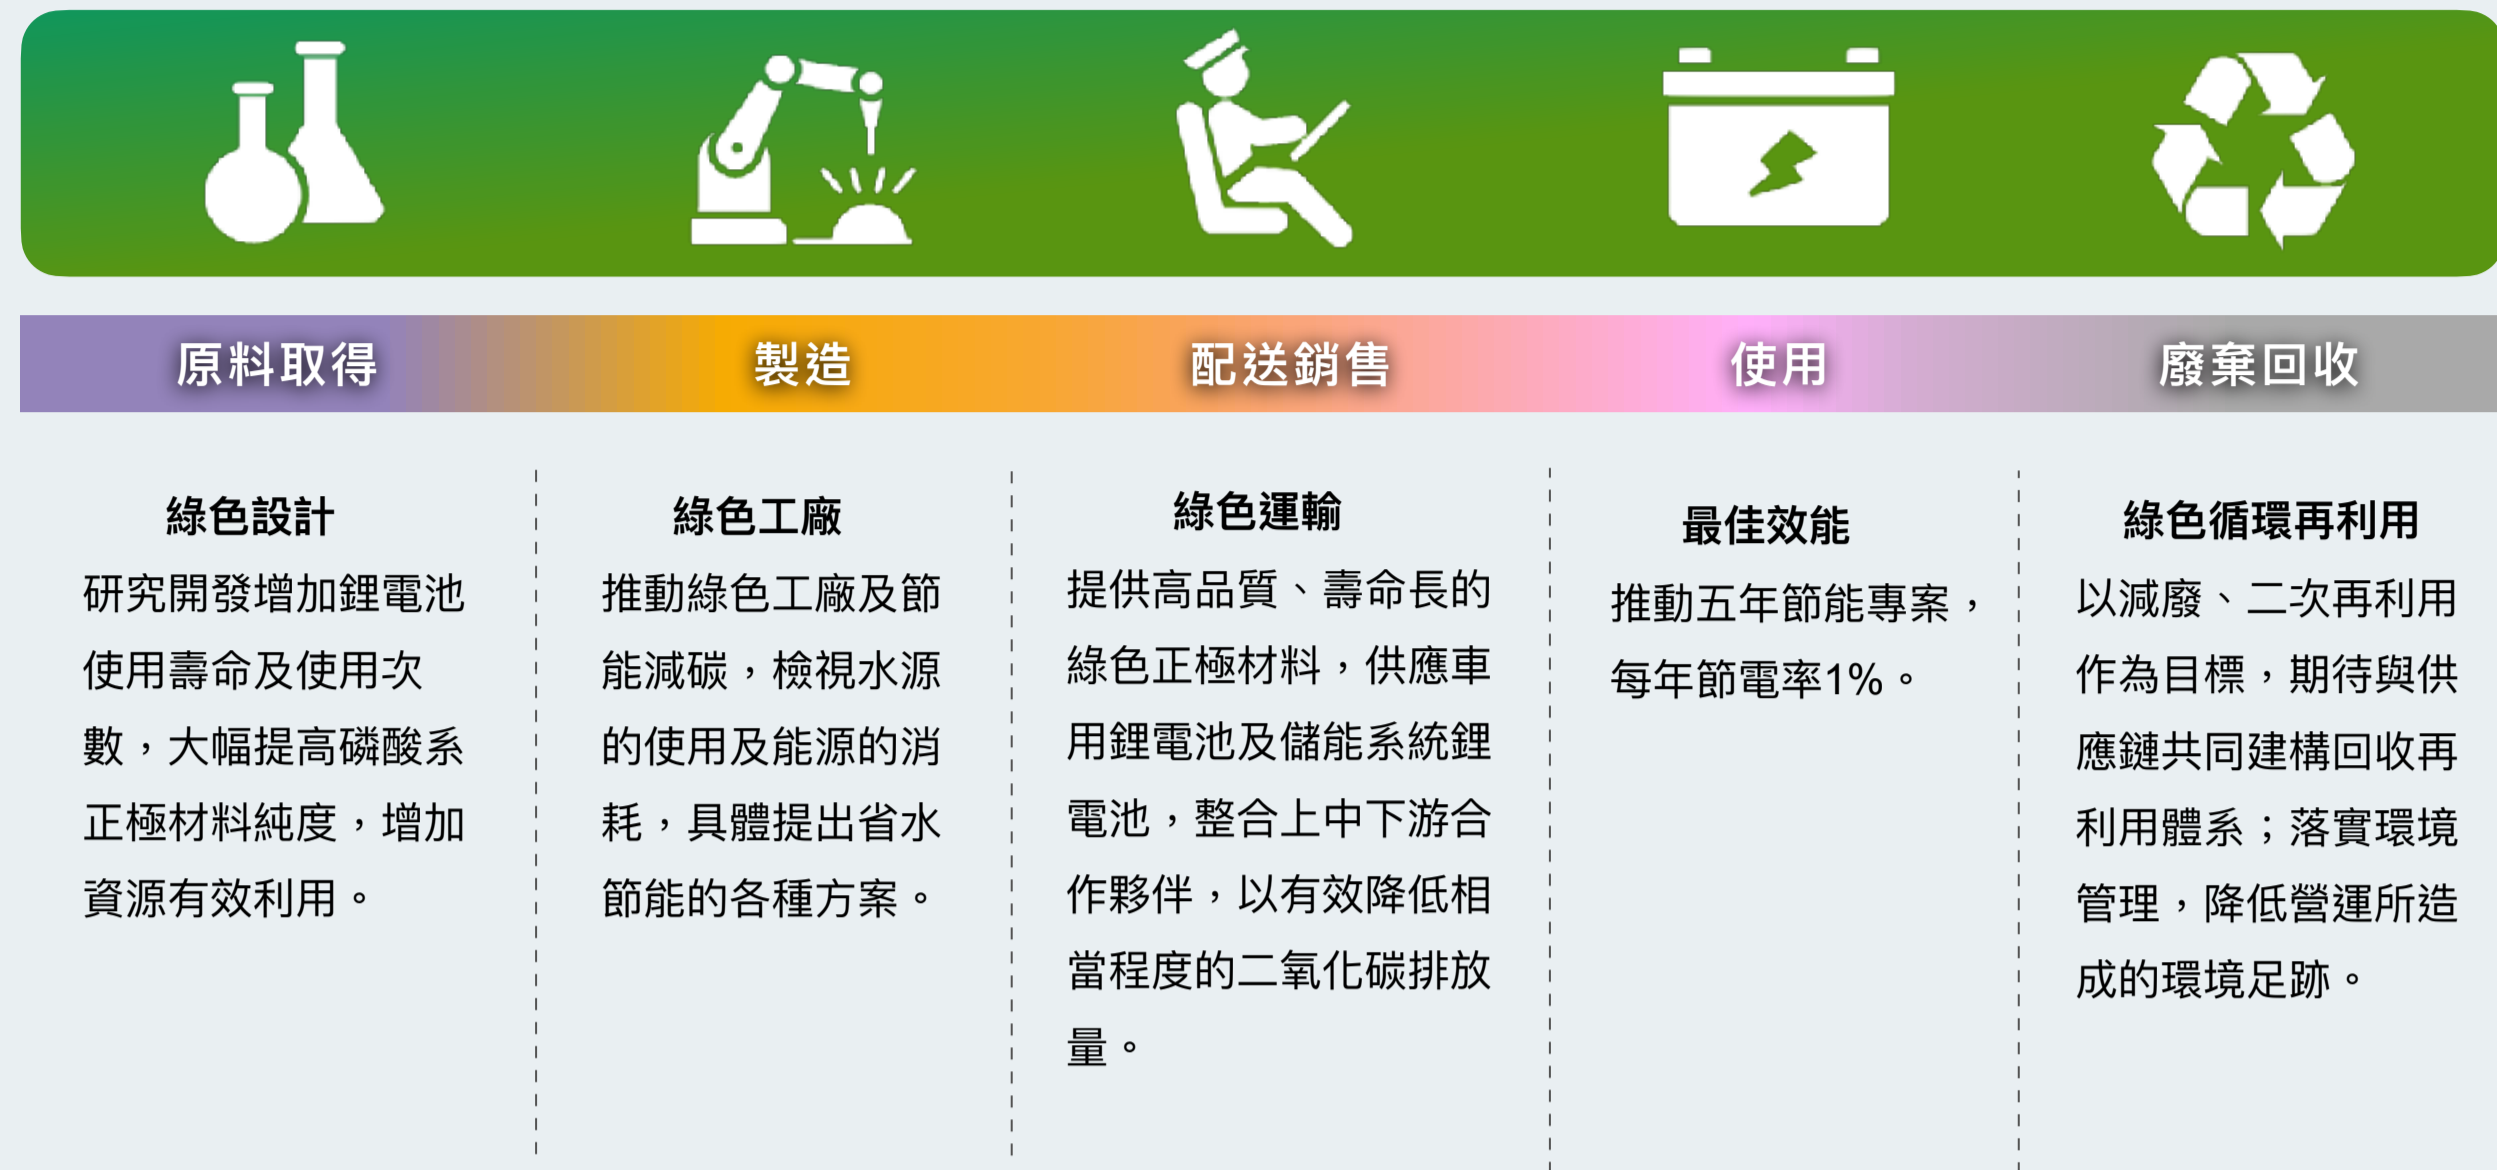 原料取得
製造
配送銷售
使用
廢棄回收
綠色設計
研究開發增加鋰電池
使用壽命及使用次
數，大幅提高磷酸系
正極材料純度，增加
資源有效利用。
綠色工廠
推動綠色工廠及節
能減碳，檢視水源
的使用及能源的消
耗，具體提出省水
節能的各種方案。
綠色運輸
提供高品質、壽命長的
綠色正極材料，供應車
用鋰電池及儲能系統鋰
電池，整合上中下游合
作夥伴，以有效降低相
當程度的二氧化碳排放
量。
最佳效能
推動五年節能專案，
每年節電率1%。
綠色循環再利用
以減廢、二次再利用
作為目標，期待與供
應鏈共同建構回收再
利用體系；落實環境
管理，降低營運所造
成的環境足跡。